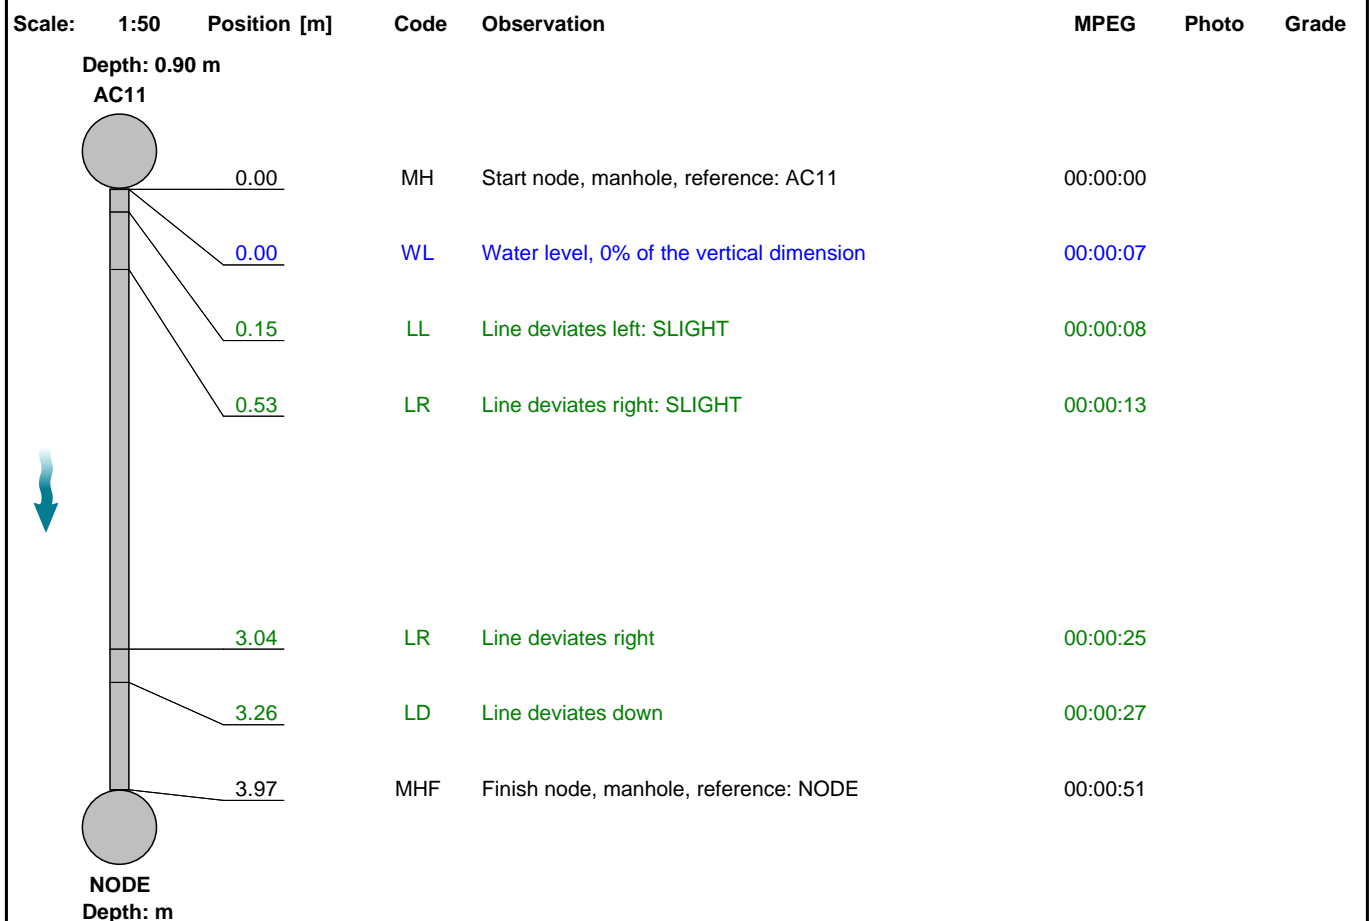 Scale: 1:50 Position [m] Code Observation MPEG Photo Grade
Depth: 0.90 m
AC11
0.00 MH Start node, manhole, reference: AC11 00:00:00
0.00 WL Water level, 0% of the vertical dimension 00:00:07
0.15 LL Line deviates left: SLIGHT 00:00:08
0.53 LR Line deviates right: SLIGHT 00:00:13
3.04 LR Line deviates right 00:00:25
3.26 LD Line deviates down 00:00:27
3.97 MHF Finish node, manhole, reference: NODE 00:00:51
NODE
Depth: m